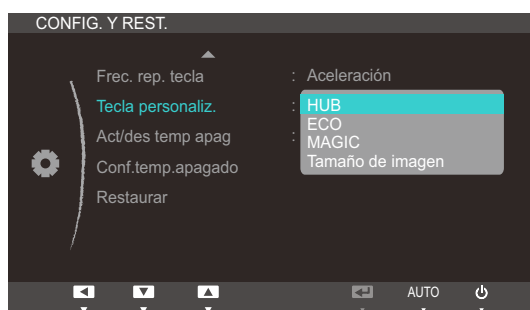 CONFIG. Y REST.
Frec. rep. tecla : Aceleración
Tecla personaliz. : HUB
ECO
Act/des temp apag : MAGIC
Tamaño de imagen
Conf.temp.apagado
Restaurar
AUTO